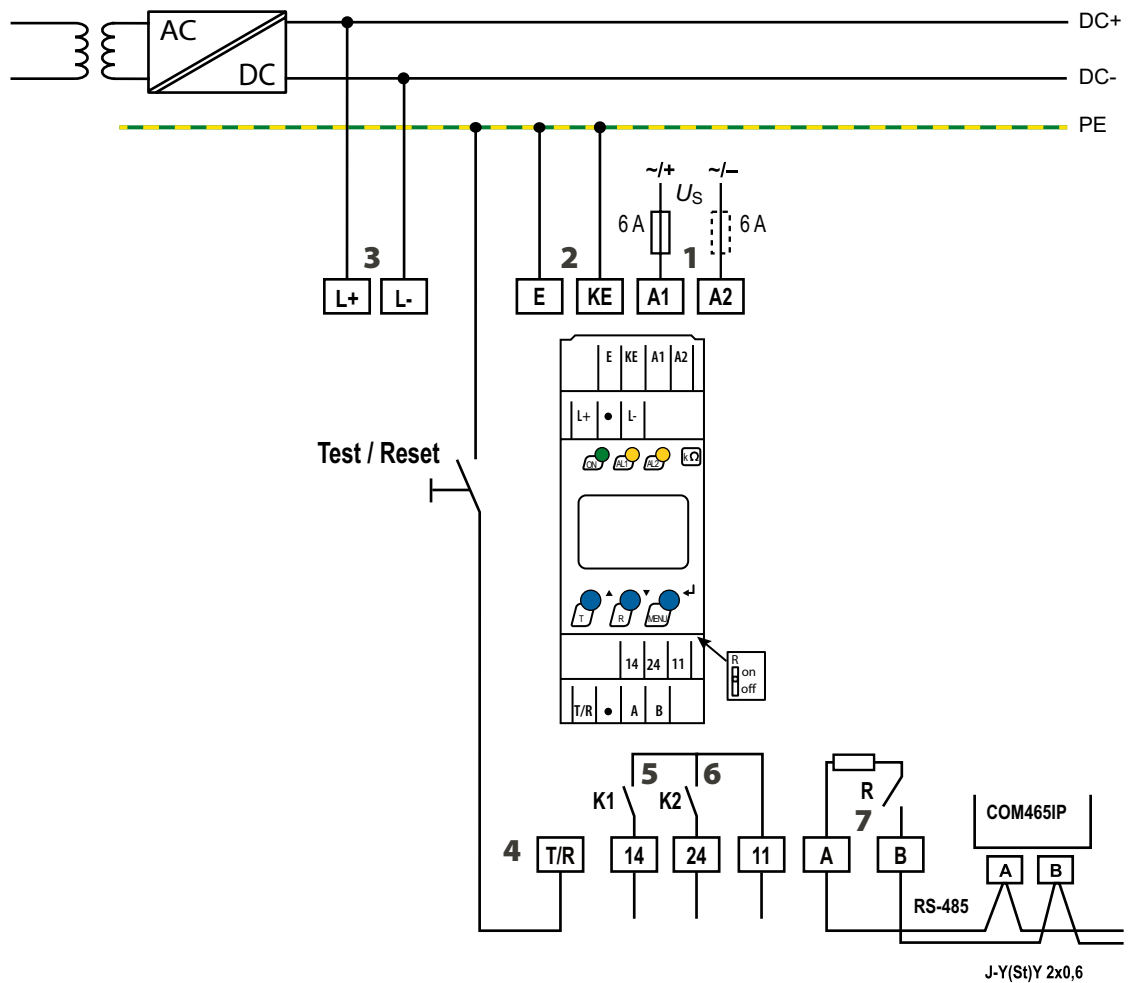 AC
DC
DC+
DC-
PE
~/+
~/–
U_S
6 A
6 A
3
2
1
L+
L-
E
KE
A1
A2
E KE A1 A2
L+ • L-
Test / Reset
ON AL1 AL2 kΩ
T ▲ R ▼ MENU ↵
14 24 11
R
on
off
T/R • A B
5
6
K1
K2
R
7
4
T/R
14
24
11
A
B
COM465IP
A
B
RS-485
J-Y(St)Y 2x0,6